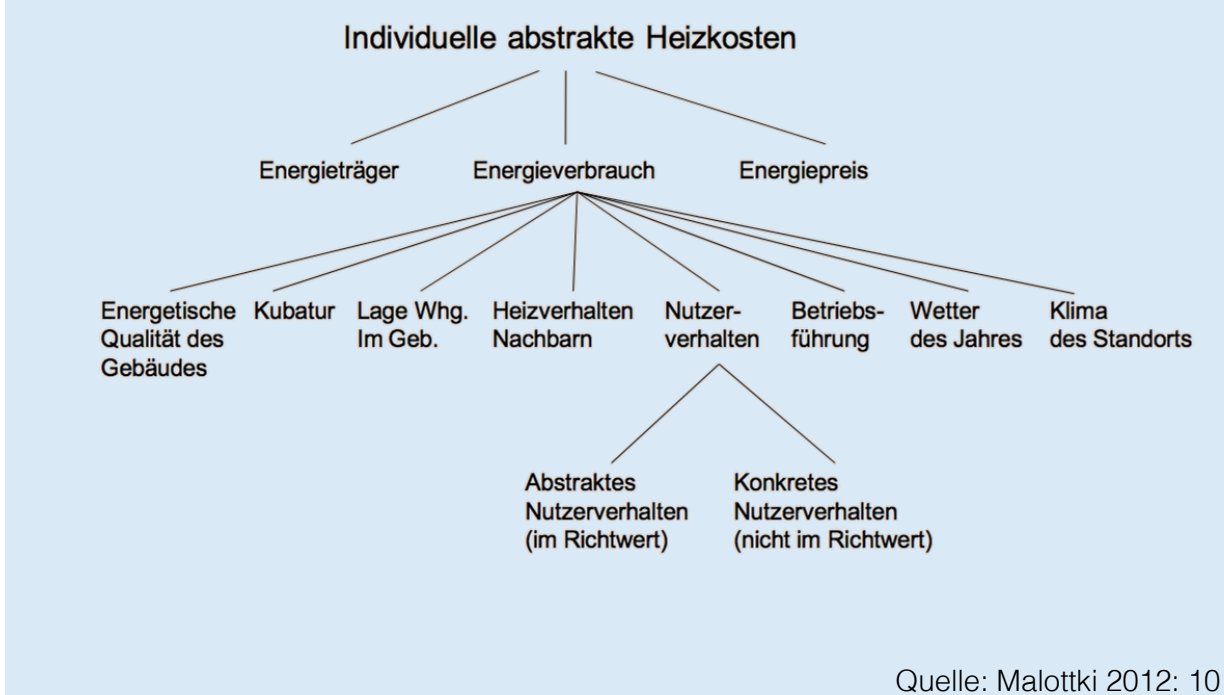 Individuelle abstrakte Heizkosten
Energieträger
Energieverbrauch
Energiepreis
Energetische
Qualität des
Gebäudes
Kubatur
Lage Whg.
Im Geb.
Heizverhalten
Nachbarn
Nutzer-
verhalten
Betriebs-
führung
Wetter
des Jahres
Klima
des Standorts
Abstraktes
Nutzerverhalten
(im Richtwert)
Konkretes
Nutzerverhalten
(nicht im Richtwert)
Quelle: Malottki 2012: 10